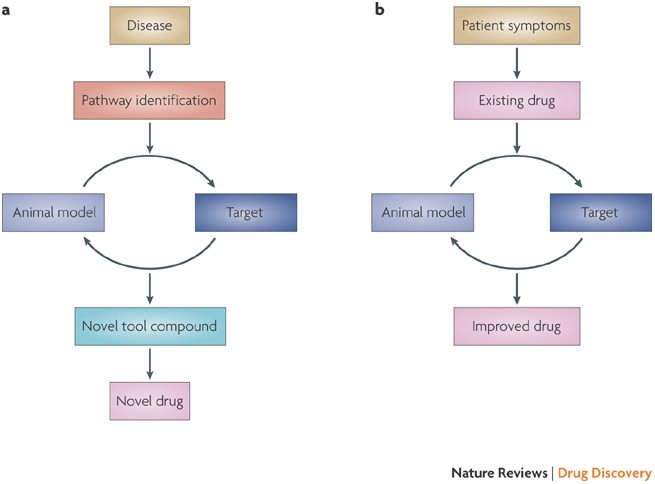 a
Disease
Pathway identification
Animal model
Target
Novel tool compound
Novel drug
b
Patient symptoms
Existing drug
Animal model
Target
Improved drug
Nature Reviews | Drug Discovery